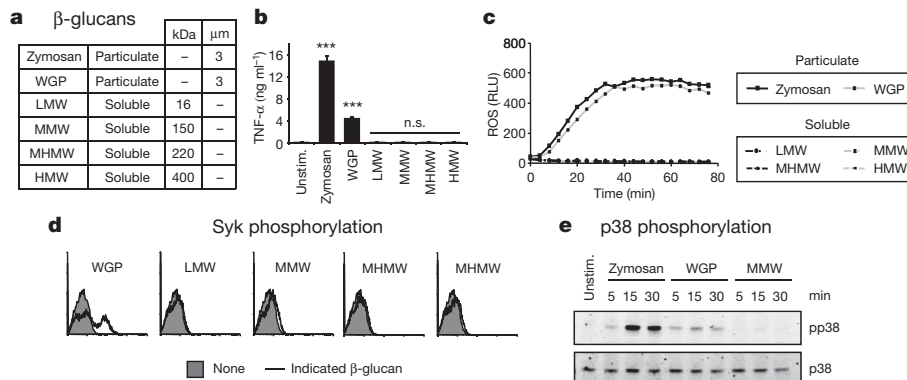 a β-glucans
kDa μm
Zymosan Particulate – 3
WGP Particulate – 3
LMW Soluble 16 –
MMW Soluble 150 –
MHMW Soluble 220 –
HMW Soluble 400 –
b
TNF-α (ng ml⁻¹)
16
12
8
4
0
***
***
n.s.
Unstim.
Zymosan
WGP
LMW
MMW
MHMW
HMW
c
ROS (RLU)
800
600
400
200
0
0 20 40 60 80
Time (min)
Particulate
Zymosan WGP
Soluble
LMW MMW
MHMW HMW
d Syk phosphorylation
WGP LMW MMW MHMW MHMW
None Indicated β-glucan
e p38 phosphorylation
Unstim.
Zymosan WGP MMW
5 15 30 5 15 30 5 15 30 min
pp38
p38